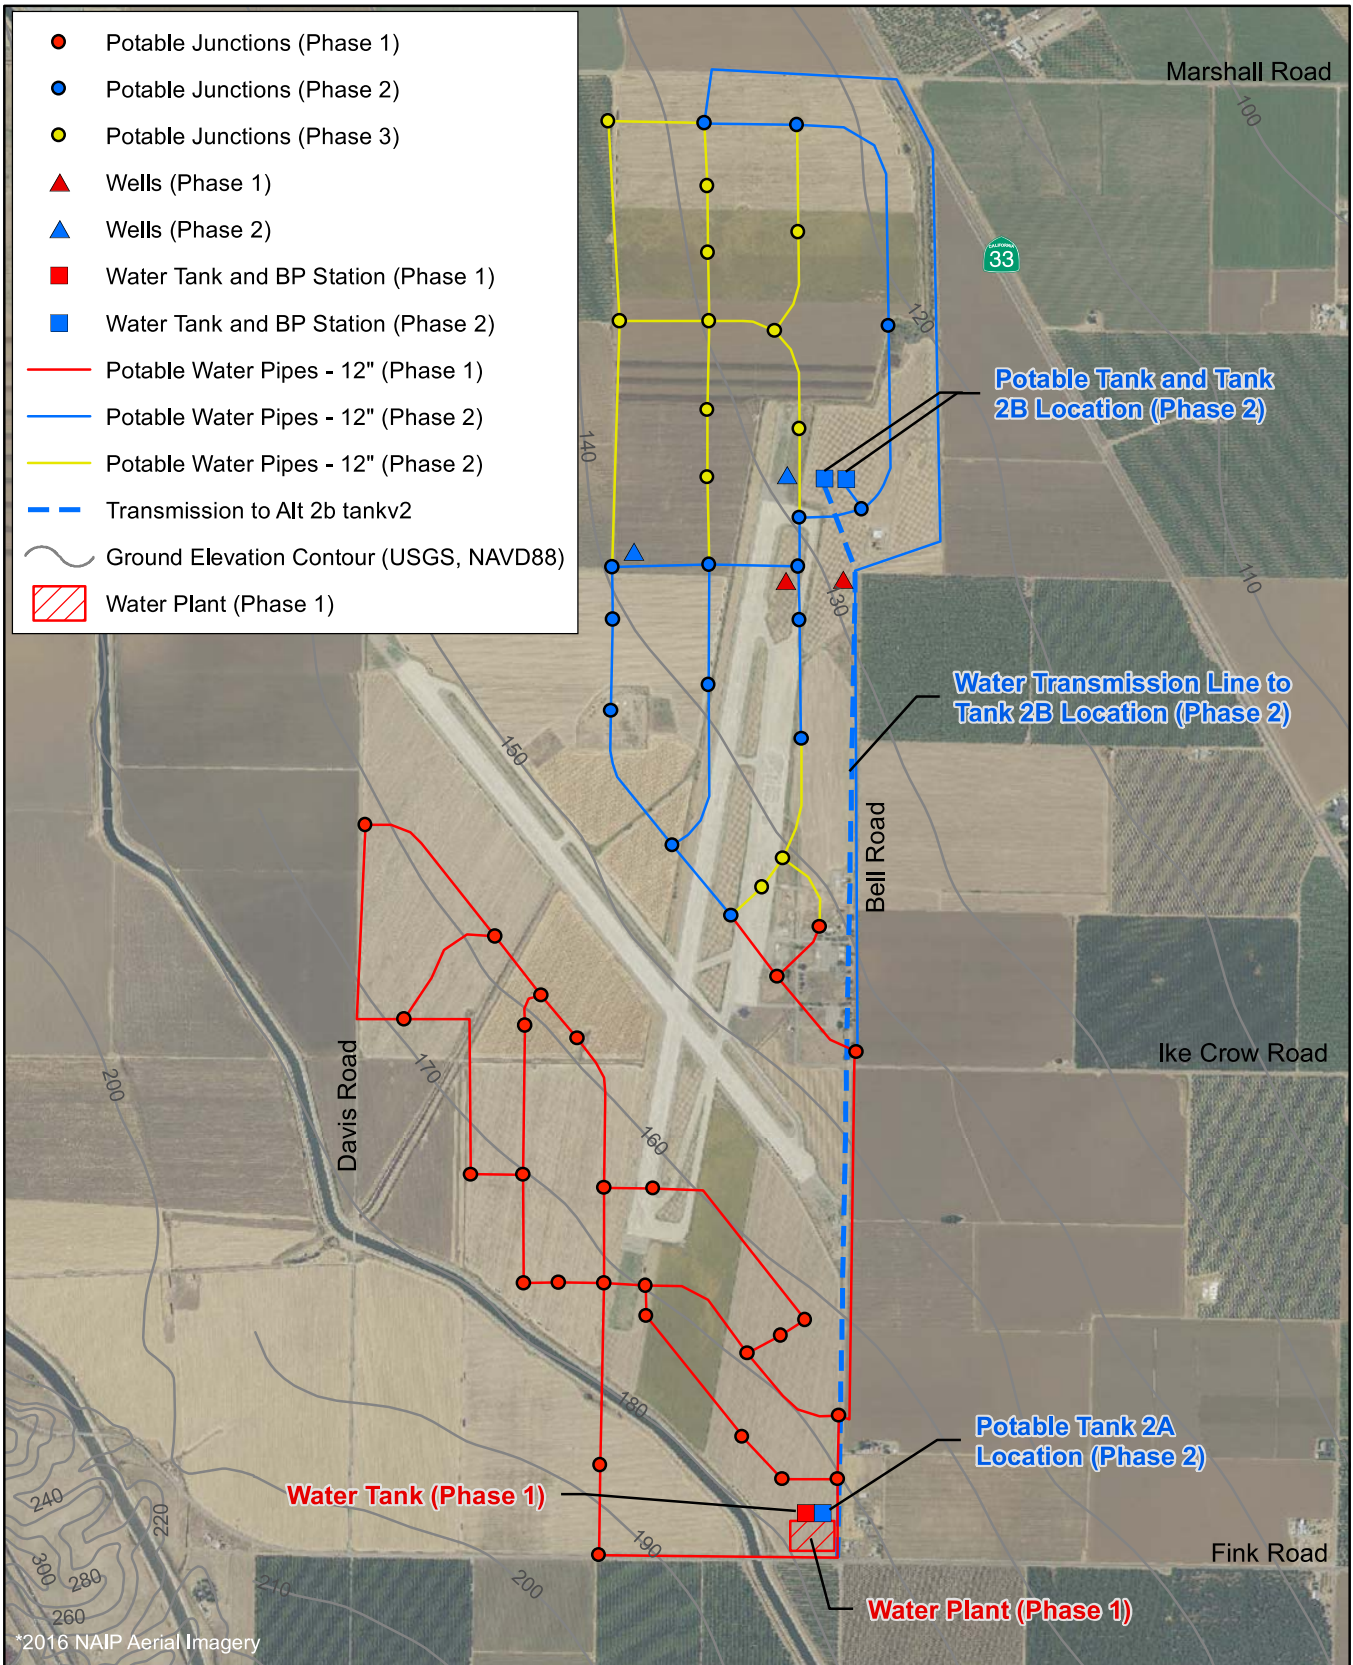 Potable Junctions (Phase 1)
Potable Junctions (Phase 2)
Potable Junctions (Phase 3)
Wells (Phase 1)
Wells (Phase 2)
Water Tank and BP Station (Phase 1)
Water Tank and BP Station (Phase 2)
Potable Water Pipes - 12" (Phase 1)
Potable Water Pipes - 12" (Phase 2)
Potable Water Pipes - 12" (Phase 2)
Transmission to Alt 2b tankv2
Ground Elevation Contour (USGS, NAVD88)
Water Plant (Phase 1)
Marshall Road
100
CALIFORNIA
33
120
Potable Tank and Tank
2B Location (Phase 2)
140
110
130
Water Transmission Line to
Tank 2B Location (Phase 2)
150
Bell Road
Ike Crow Road
Davis Road
200
170
160
180
Potable Tank 2A
Location (Phase 2)
Water Tank (Phase 1)
240
220
190
Fink Road
300
280
210
200
260
Water Plant (Phase 1)
*2016 NAIP Aerial Imagery